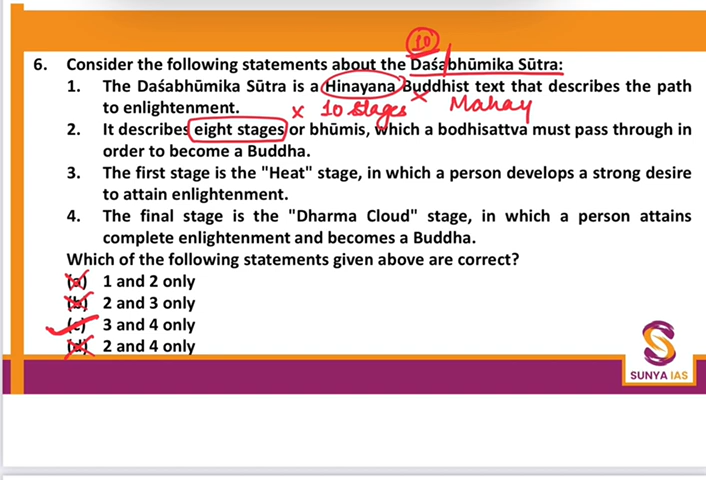 10
6. Consider the following statements about the Daśabhūmika Sūtra:
1. The Daśabhūmika Sūtra is a Hinayana Buddhist text that describes the path
to enlightenment. x 10 stages x Mahay
2. It describes eight stages or bhūmis, which a bodhisattva must pass through in
order to become a Buddha.
3. The first stage is the "Heat" stage, in which a person develops a strong desire
to attain enlightenment.
4. The final stage is the "Dharma Cloud" stage, in which a person attains
complete enlightenment and becomes a Buddha.
Which of the following statements given above are correct?
(a) 1 and 2 only
(b) 2 and 3 only
(c) 3 and 4 only
(d) 2 and 4 only
SUNYA IAS